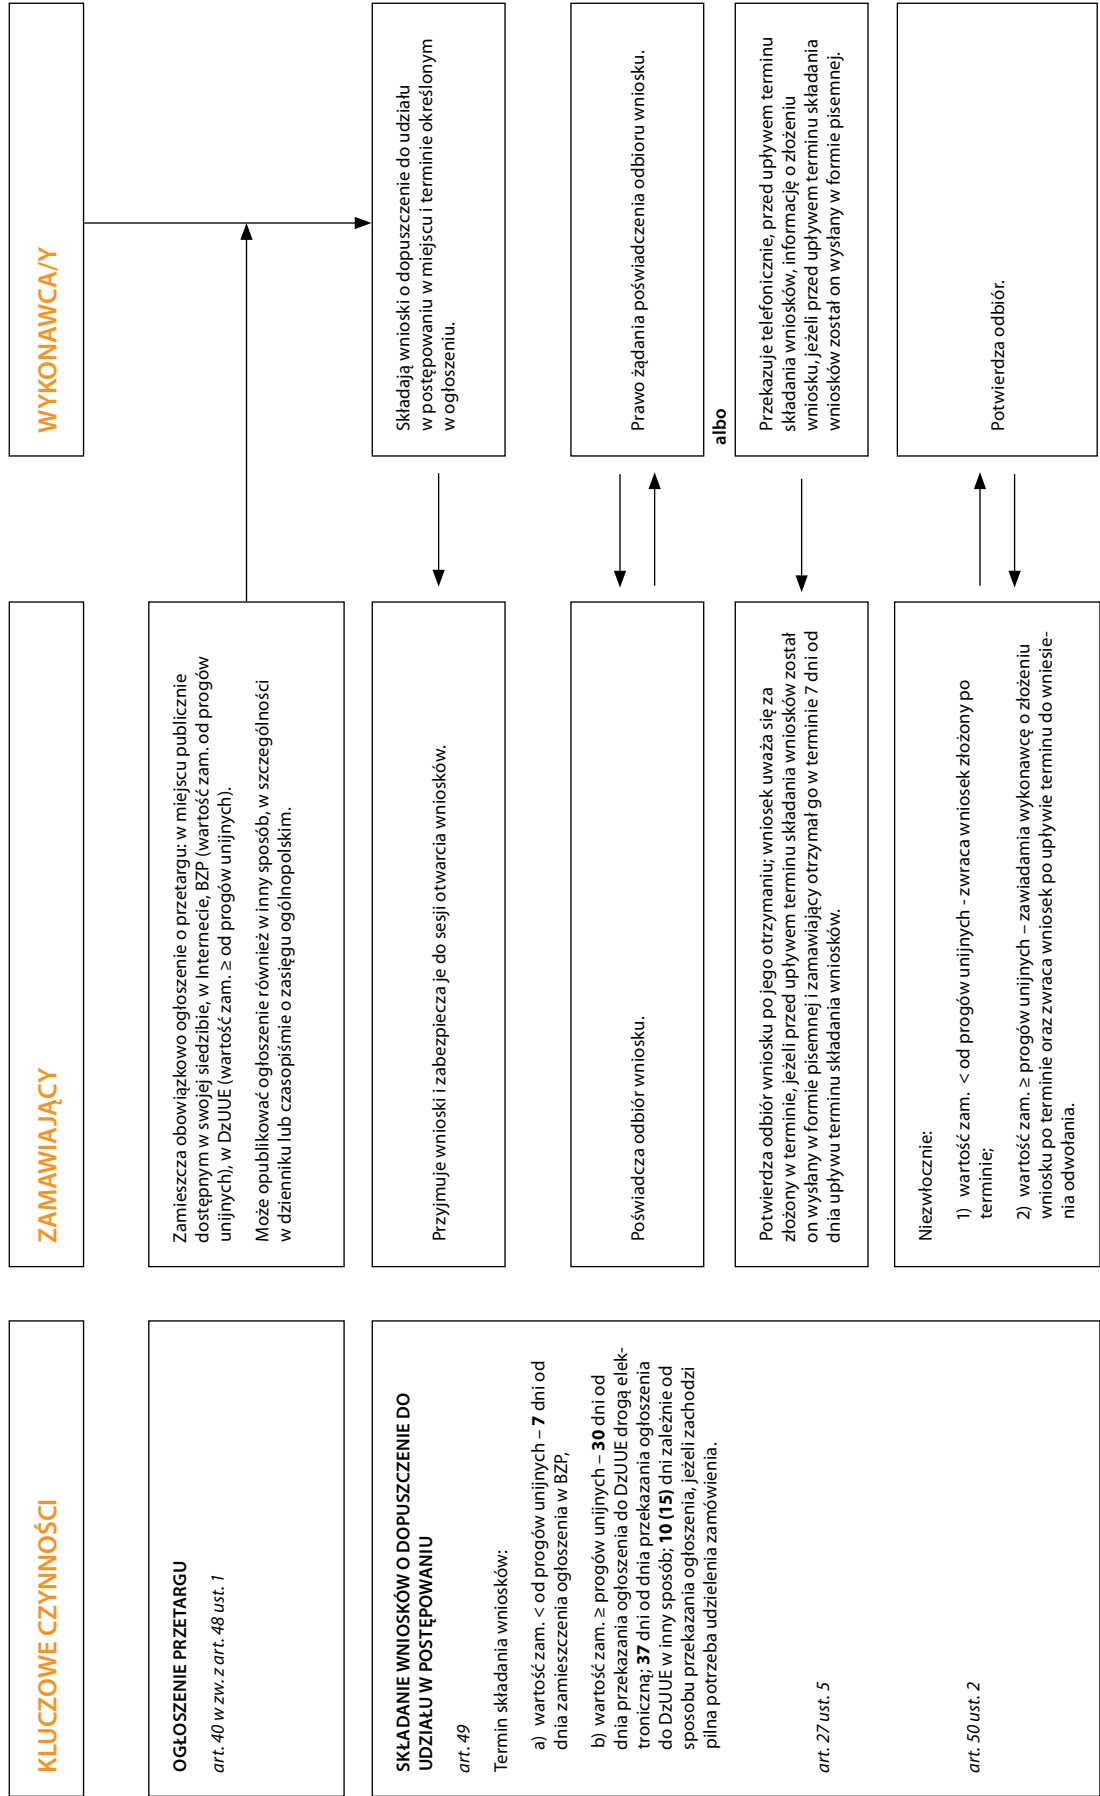 KLUCZOWE CZYNNOŚCI
ZAMAWIAJĄCY
WYKONAWCA/Y
OGŁOSZENIE PRZETARGU
art. 40 w zw. z art. 48 ust. 1
Zamieszcza obowiązkowo ogłoszenie o przetargu: w miejscu publicznie
dostępnym w swojej siedzibie, w Internecie, BZP (wartość zam. od progów
unijnych), w DzUUE (wartość zam. ≥ od progów unijnych).
Może opublikować ogłoszenie również w inny sposób, w szczególności
w dzienniku lub czasopiśmie o zasięgu ogólnopolskim.
SKŁADANIE WNIOSKÓW O DOPUSZCZENIE DO
UDZIAŁU W POSTĘPOWANIU
art. 49
Termin składania wniosków:
a) wartość zam. < od progów unijnych – 7 dni od
dnia zamieszczenia ogłoszenia w BZP,
b) wartość zam. ≥ progów unijnych – 30 dni od
dnia przekazania ogłoszenia do DzUUE drogą elek-
troniczną; 37 dni od dnia przekazania ogłoszenia
do DzUUE w inny sposób; 10 (15) dni zależnie od
sposobu przekazania ogłoszenia, jeżeli zachodzi
pilna potrzeba udzielenia zamówienia.
art. 27 ust. 5
art. 50 ust. 2
Przyjmuje wnioski i zabezpiecza je do sesji otwarcia wniosków.
Składają wnioski o dopuszczenie do udziału
w postępowaniu w miejscu i terminie określonym
w ogłoszeniu.
Poświadcza odbiór wniosku.
Prawo żądania poświadczenia odbioru wniosku.
albo
Potwierdza odbiór wniosku po jego otrzymaniu; wniosek uważa się za
złożony w terminie, jeżeli przed upływem terminu składania wniosków został
on wysłany w formie pisemnej i zamawiający otrzymał go w terminie 7 dni od
dnia upływu terminu składania wniosków.
Przekazuje telefonicznie, przed upływem terminu
składania wniosków, informację o złożeniu
wniosku, jeżeli przed upływem terminu składania
wniosków został on wysłany w formie pisemnej.
Niezwłocznie:
1) wartość zam. < od progów unijnych - zwraca wniosek złożony po
terminie;
2) wartość zam. ≥ progów unijnych – zawiadamia wykonawcę o złożeniu
wniosku po terminie oraz zwraca wniosek po upływie terminu do wniesie-
nia odwołania.
Potwierdza odbiór.